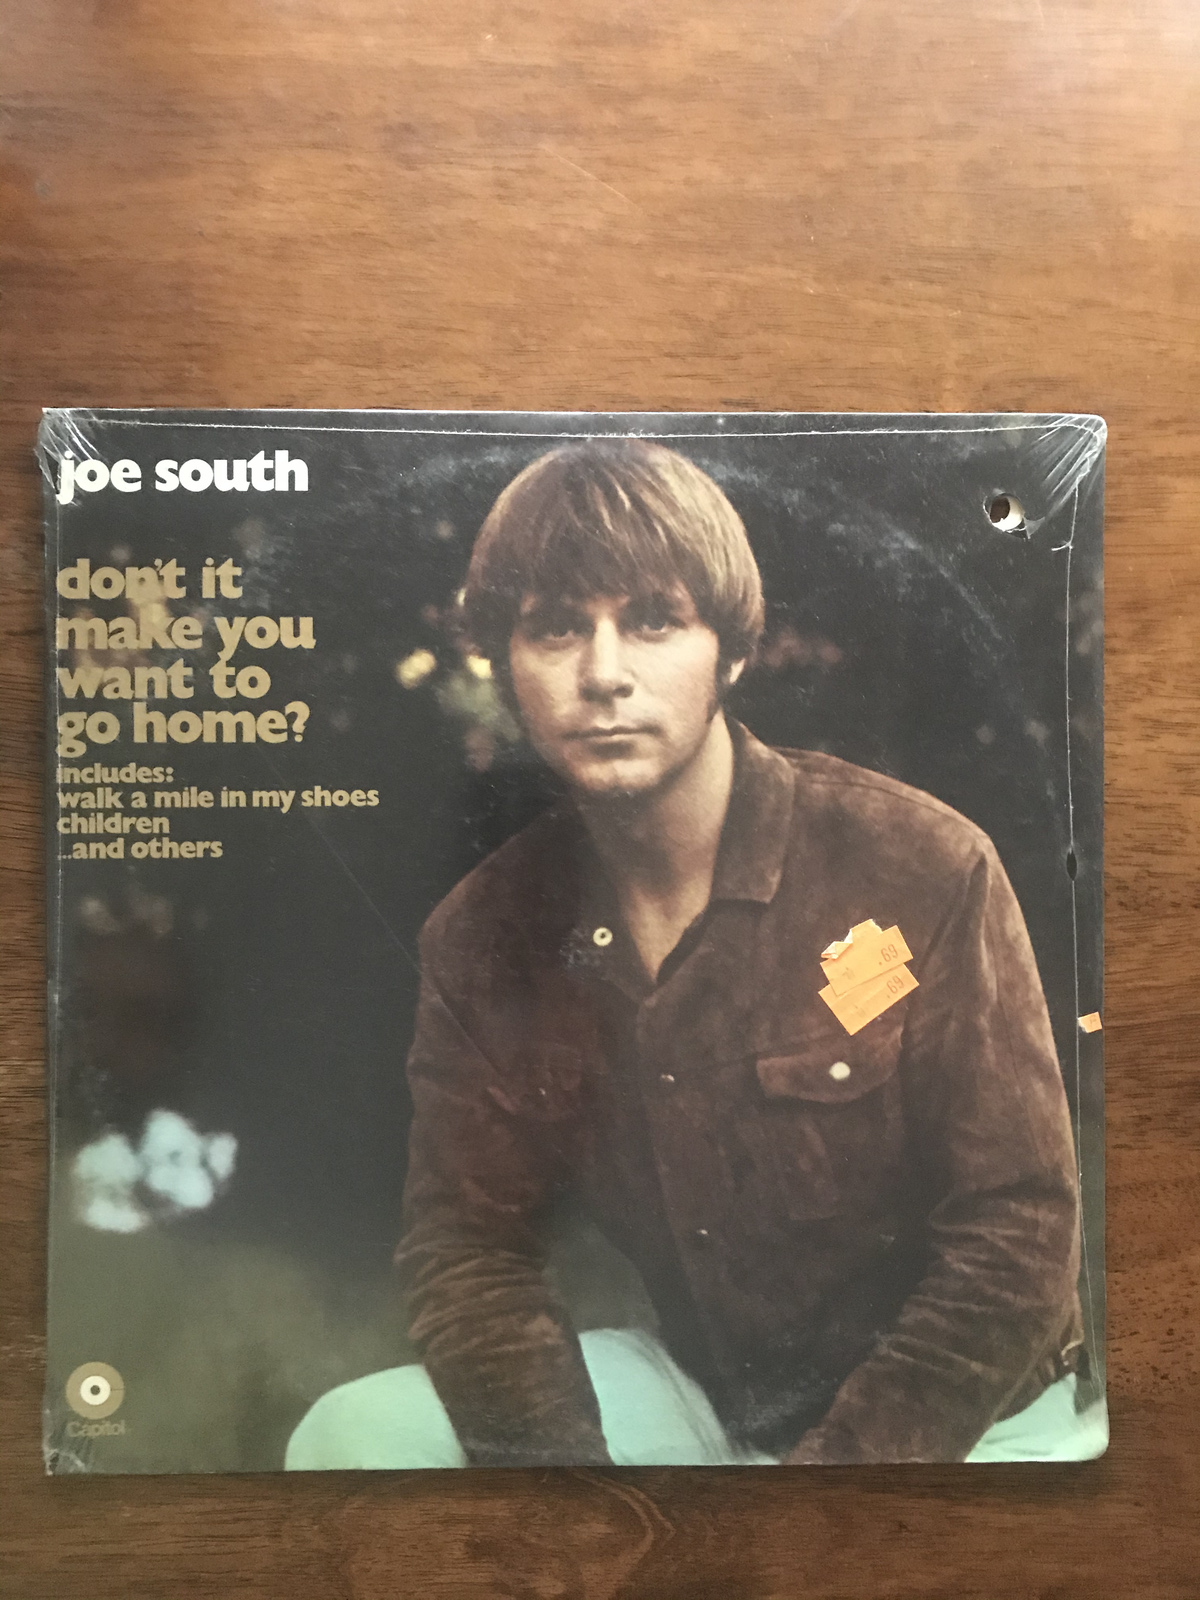 joe south
don't it
make you
want to
go home?
includes:
walk a mile in my shoes
children
...and others
.69
.69
Capitol